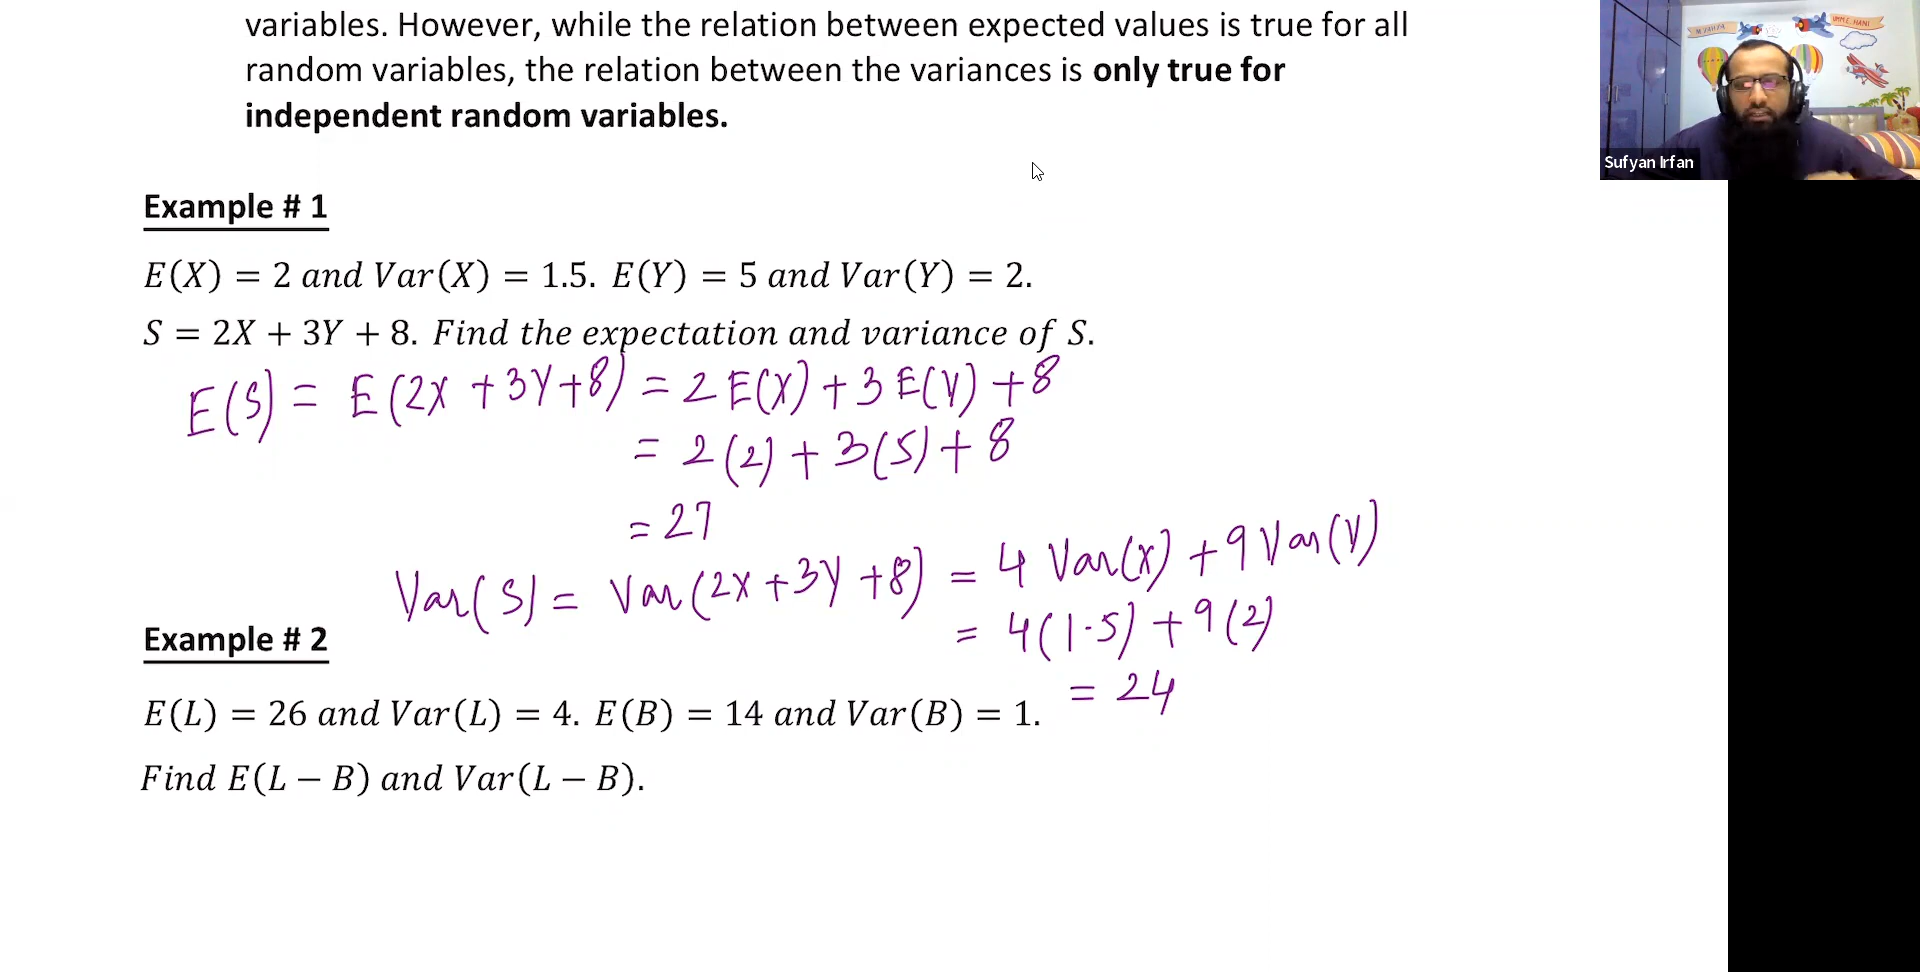 variables. However, while the relation between expected values is true for all
random variables, the relation between the variances is only true for
independent random variables.
M.YAHYA
UMM E HANI
Sufyan Irfan
Example # 1
E(X) = 2 and Var(X) = 1.5. E(Y) = 5 and Var(Y) = 2.
S = 2X + 3Y + 8. Find the expectation and variance of S.
E(S) = E(2X + 3Y + 8) = 2 E(X) + 3 E(Y) + 8
= 2(2) + 3(5) + 8
= 27
Var(S) = Var(2X + 3Y + 8) = 4 Var(X) + 9 Var(Y)
= 4(1.5) + 9(2)
= 24
Example # 2
E(L) = 26 and Var(L) = 4. E(B) = 14 and Var(B) = 1.
Find E(L − B) and Var(L − B).